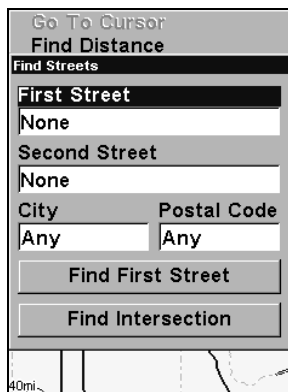 Go To Cursor
Find Distance
Find Streets
First Street
None
Second Street
None
City Postal Code
Any Any
Find First Street
Find Intersection
40mi